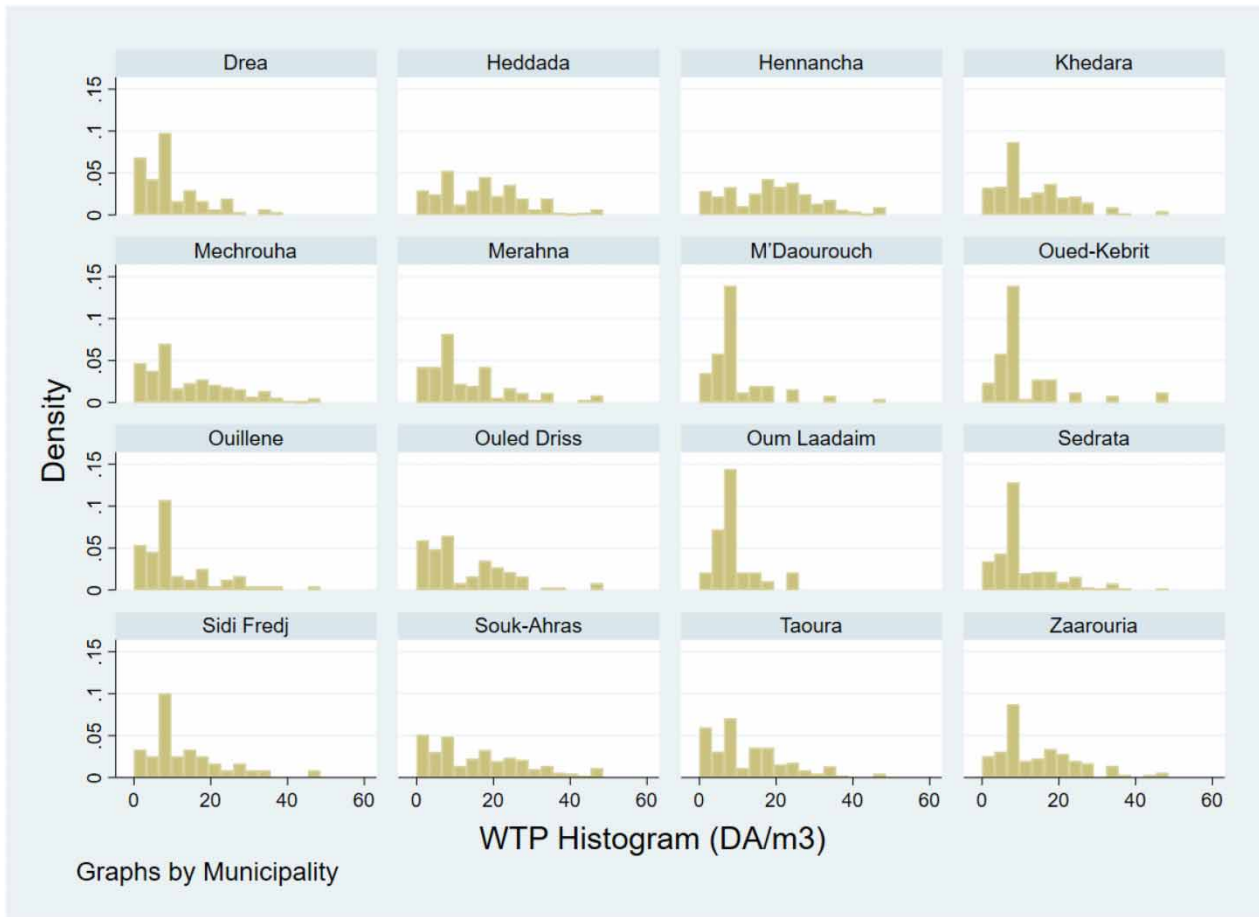 Drea Heddada Hennancha Khedara
0 .05 .1 .15
Mechrouha Merahna M'Daourouch Oued-Kebrit
0 .05 .1 .15
Ouillene Ouled Driss Oum Laadaim Sedrata
0 .05 .1 .15
Sidi Fredj Souk-Ahras Taoura Zaarouria
0 .05 .1 .15
0 20 40 60 0 20 40 60 0 20 40 60 0 20 40 60
Density
WTP Histogram (DA/m3)
Graphs by Municipality